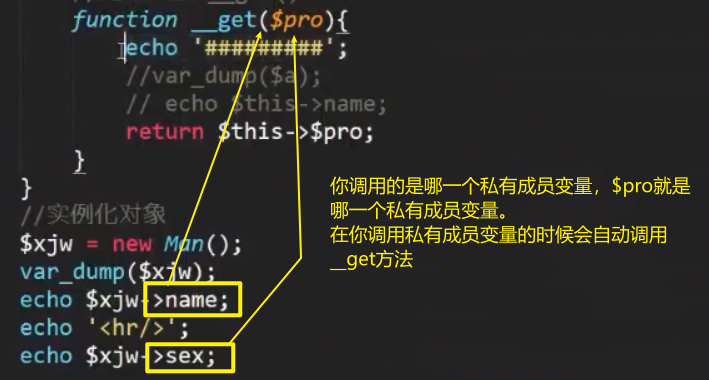 function __get($pro){
echo '#########';
//var_dump($a);
// echo $this->name;
return $this->$pro;
}
}
//实例化对象
$xjw = new Man();
var_dump($xjw);
echo $xjw->name;
echo '<hr/>';
echo $xjw->sex;
你调用的是哪一个私有成员变量，$pro就是
哪一个私有成员变量。
在你调用私有成员变量的时候会自动调用
__get方法